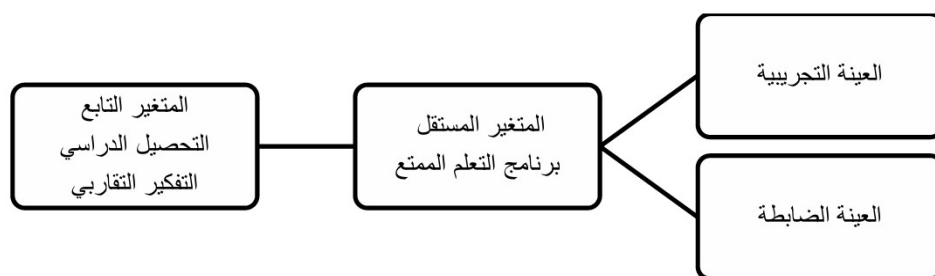 العينة التجريبية
العينة الضابطة
المتغير المستقل
برنامج التعلم الممتع
المتغير التابع
التحصيل الدراسي
التفكير التقاربي